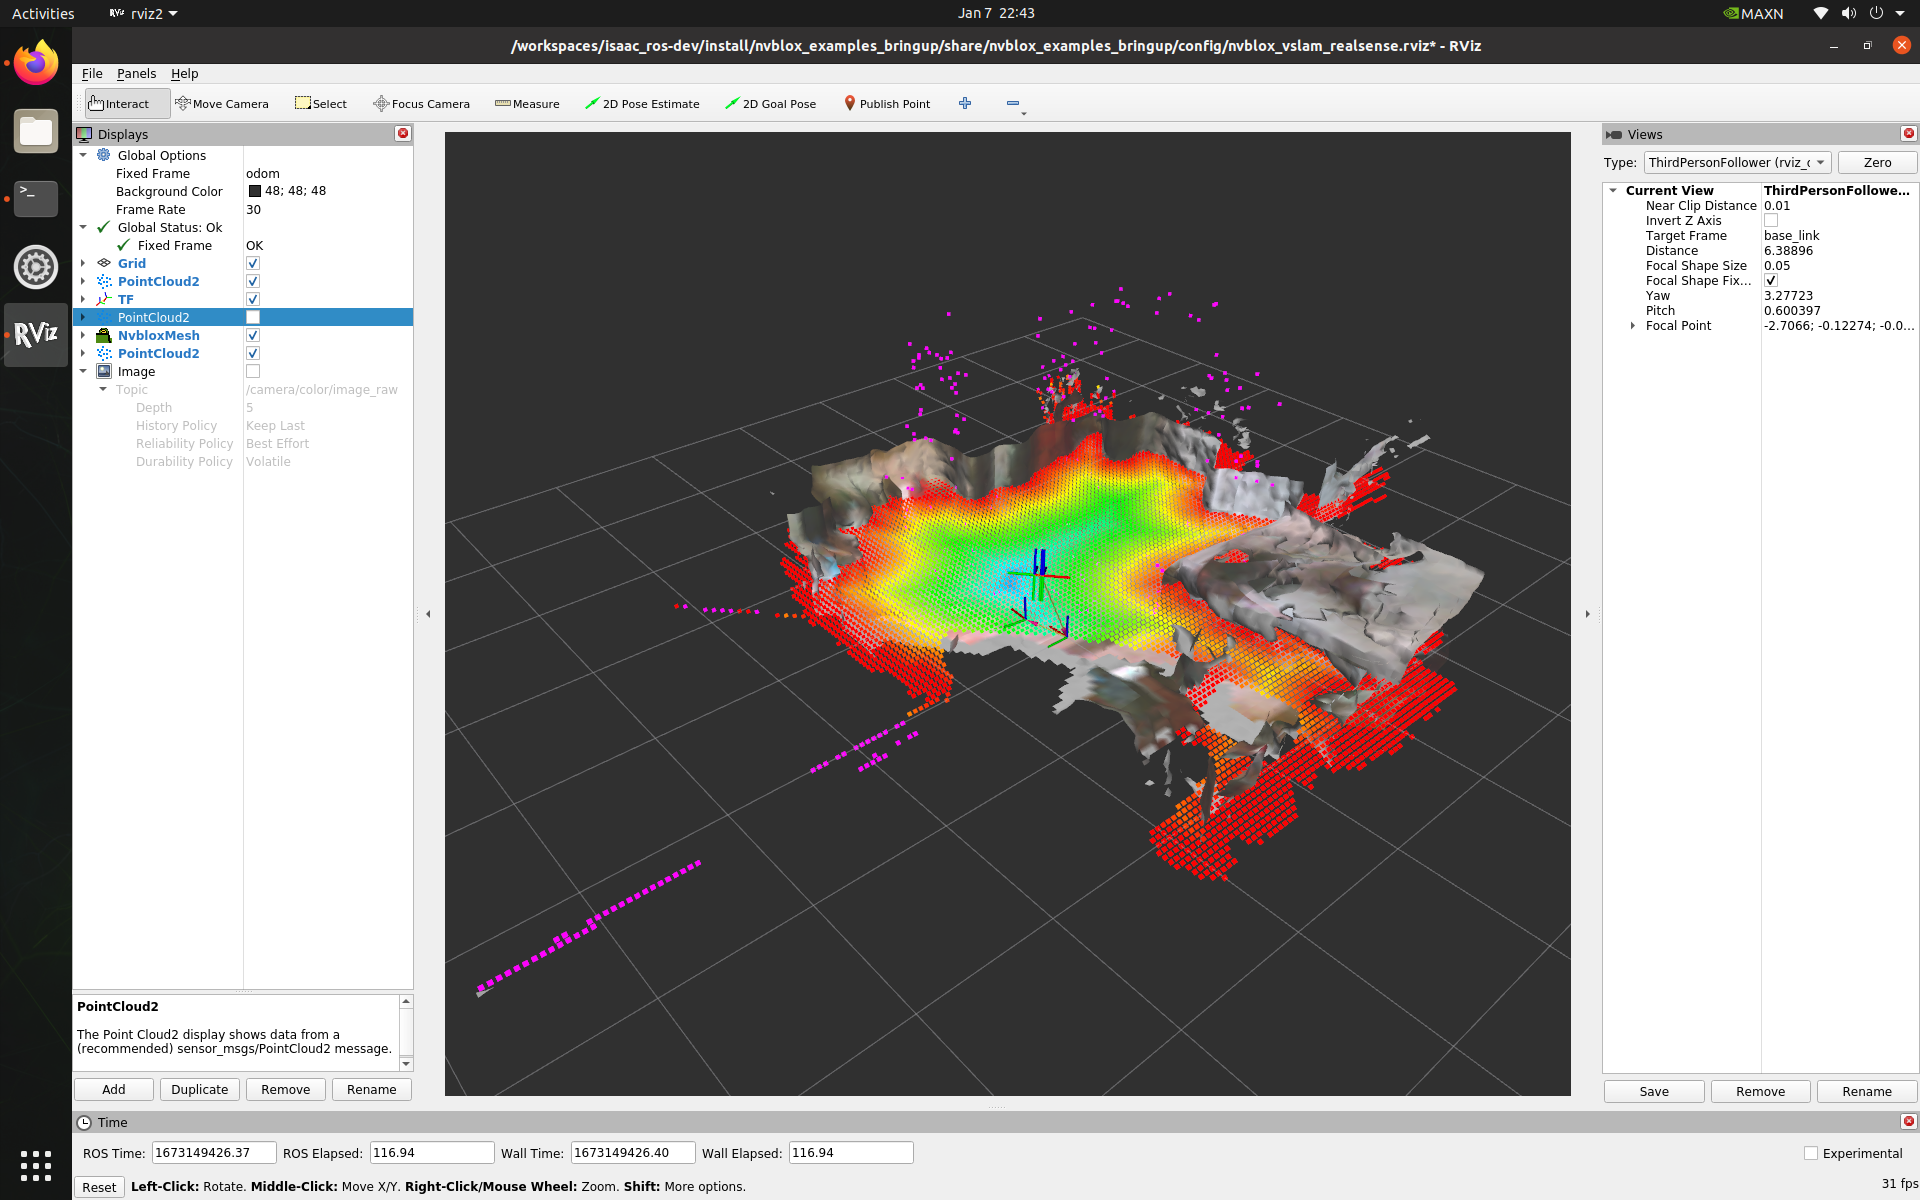 Activities rviz2 Jan 7 22:43 MAXN
/workspaces/isaac_ros-dev/install/nvblox_examples_bringup/share/nvblox_examples_bringup/config/nvblox_vslam_realsense.rviz* - RViz
File Panels Help
Interact Move Camera Select Focus Camera Measure 2D Pose Estimate 2D Goal Pose Publish Point
Displays
Global Options
Fixed Frame odom
Background Color 48; 48; 48
Frame Rate 30
Global Status: Ok
Fixed Frame OK
Grid
PointCloud2
TF
PointCloud2
NvbloxMesh
PointCloud2
Image
Topic /camera/color/image_raw
Depth 5
History Policy Keep Last
Reliability Policy Best Effort
Durability Policy Volatile
PointCloud2
The Point Cloud2 display shows data from a
(recommended) sensor_msgs/PointCloud2 message.
Add Duplicate Remove Rename
RViz
Views
Type: ThirdPersonFollower (rviz_ Zero
Current View ThirdPersonFollowe...
Near Clip Distance 0.01
Invert Z Axis
Target Frame base_link
Distance 6.38896
Focal Shape Size 0.05
Focal Shape Fix...
Yaw 3.27723
Pitch 0.600397
Focal Point -2.7066; -0.12274; -0.0...
Save Remove Rename
Time
ROS Time: 1673149426.37 ROS Elapsed: 116.94 Wall Time: 1673149426.40 Wall Elapsed: 116.94 Experimental
Reset Left-Click: Rotate. Middle-Click: Move X/Y. Right-Click/Mouse Wheel: Zoom. Shift: More options. 31 fps